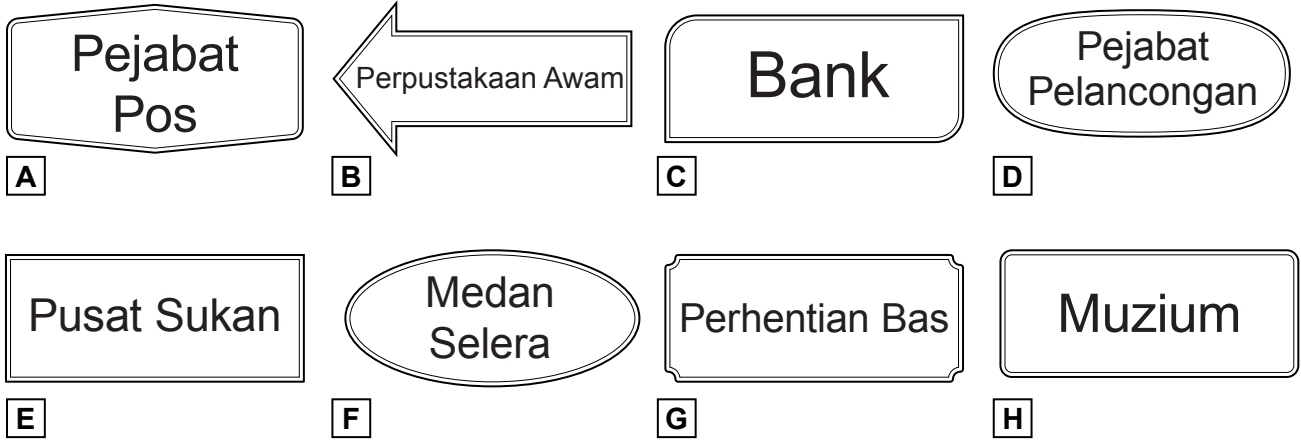 Pejabat
Pos
A
Perpustakaan Awam
B
Bank
C
Pejabat
Pelancongan
D
Pusat Sukan
E
Medan
Selera
F
Perhentian Bas
G
Muzium
H